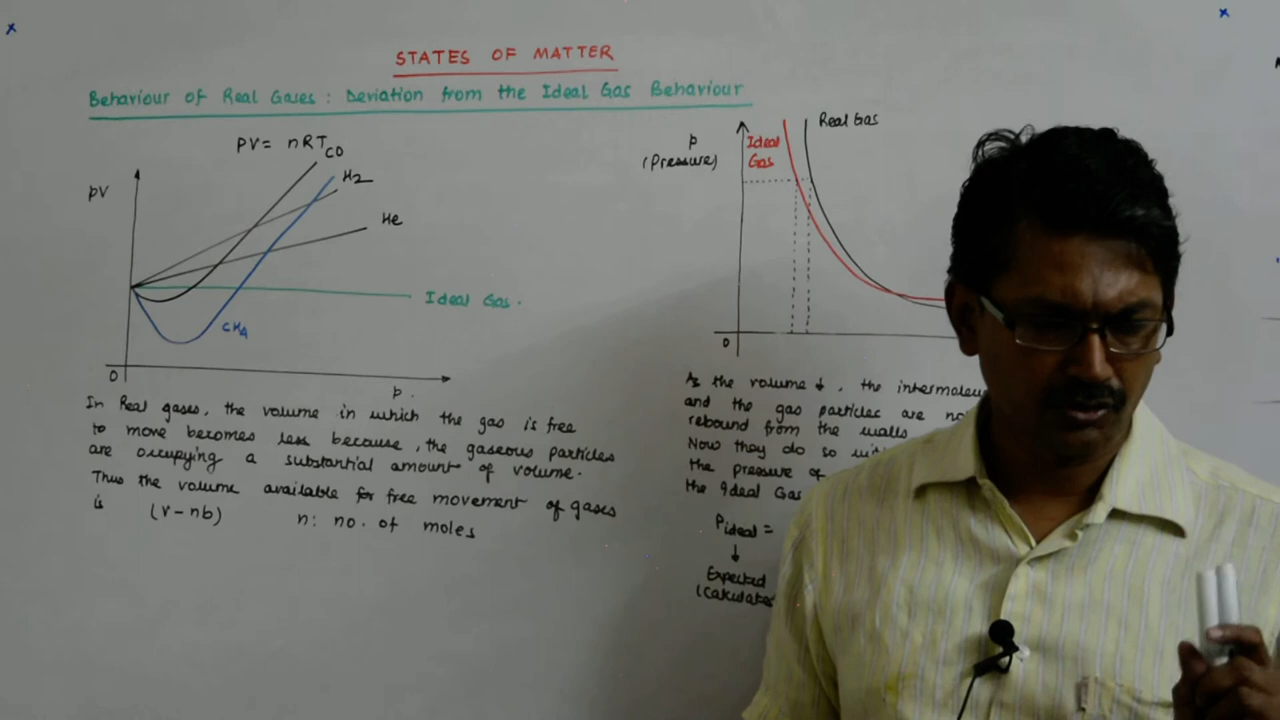 STATES OF MATTER
Behaviour of Real Gases : Deviation from the Ideal Gas Behaviour
PV = nRT
CO
H2
He
PV
Ideal Gas.
CH4
O
p.
In Real gases, the volume in which the gas is free
to move becomes less because, the gaseous particles
are occupying a substantial amount of volume.
Thus the volume available for free movement of gases
is (V-nb) n: no. of moles
p
(Pressure)
Ideal
Gas
Real Gas
O
As the volume ↓, the intermolecu
and the gas particles are no
rebound from the walls
Now they do so wit
the pressure of
the Ideal Gas
Pideal =
↓
Expected
(Calculated